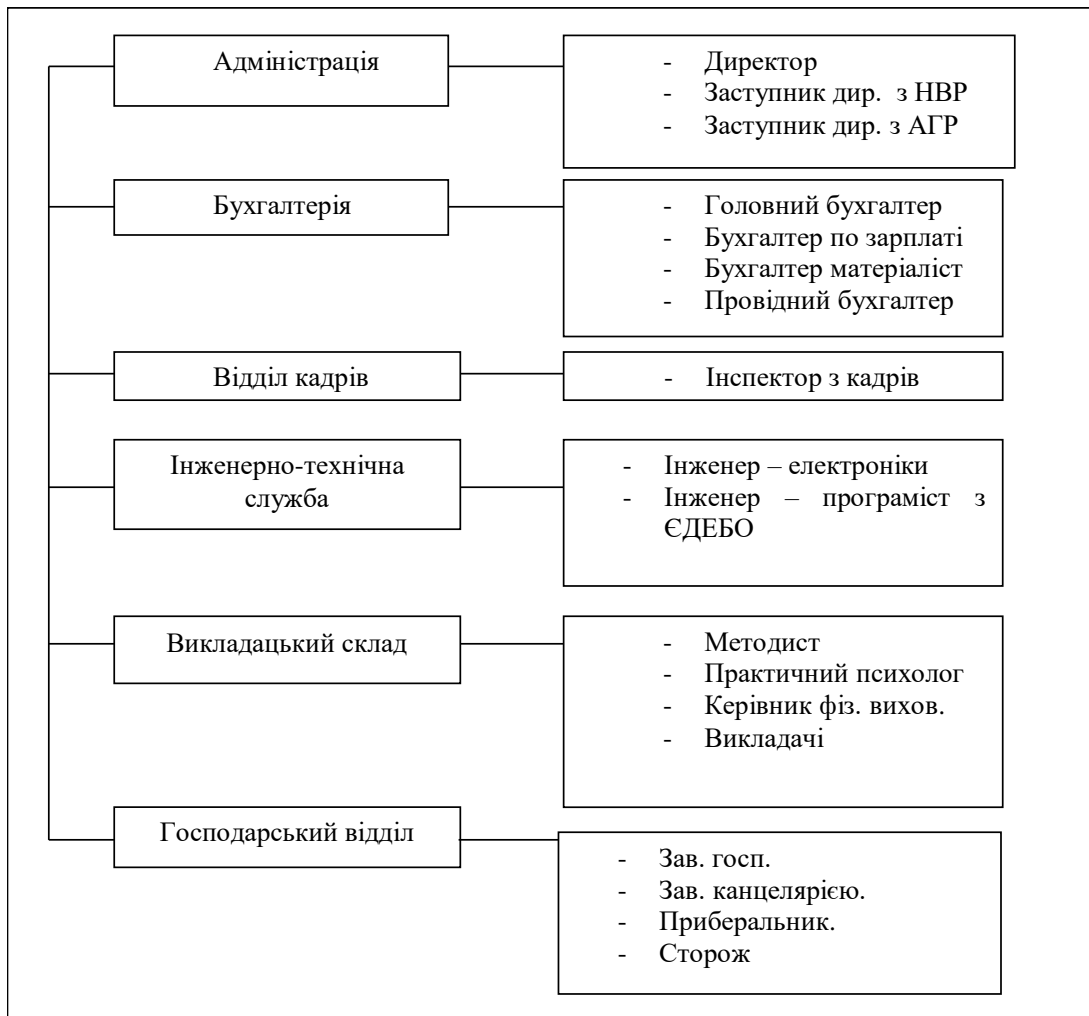 Адміністрація
- Директор
- Заступник дир. з НВР
- Заступник дир. з АГР
Бухгалтерія
- Головний бухгалтер
- Бухгалтер по зарплаті
- Бухгалтер матеріаліст
- Провідний бухгалтер
Відділ кадрів
- Інспектор з кадрів
Інженерно-технічна
служба
- Інженер – електроніки
- Інженер – програміст з
ЄДЕБО
Викладацький склад
- Методист
- Практичний психолог
- Керівник фіз. вихов.
- Викладачі
Господарський відділ
- Зав. госп.
- Зав. канцелярією.
- Приберальник.
- Сторож